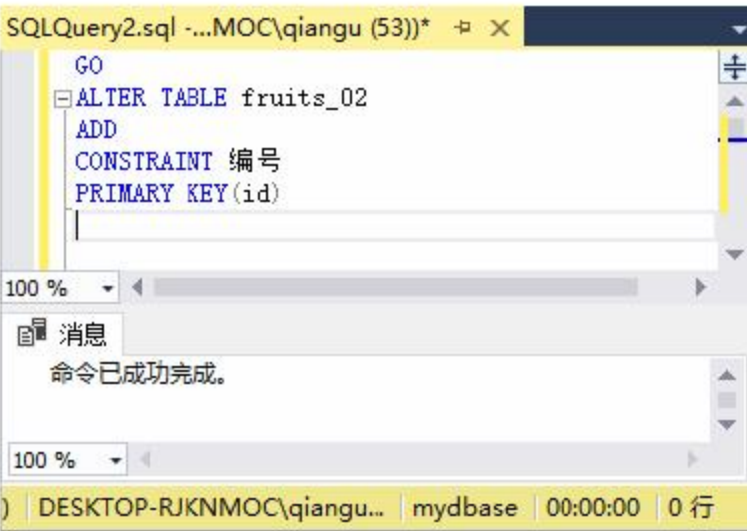 SQLQuery2.sql -...MOC\qiangu (53))*
GO
ALTER TABLE fruits_02
ADD
CONSTRAINT 编号
PRIMARY KEY(id)
100 %
消息
命令已成功完成。
100 %
) DESKTOP-RJKNMOC\qiangu... mydbase 00:00:00 0 行